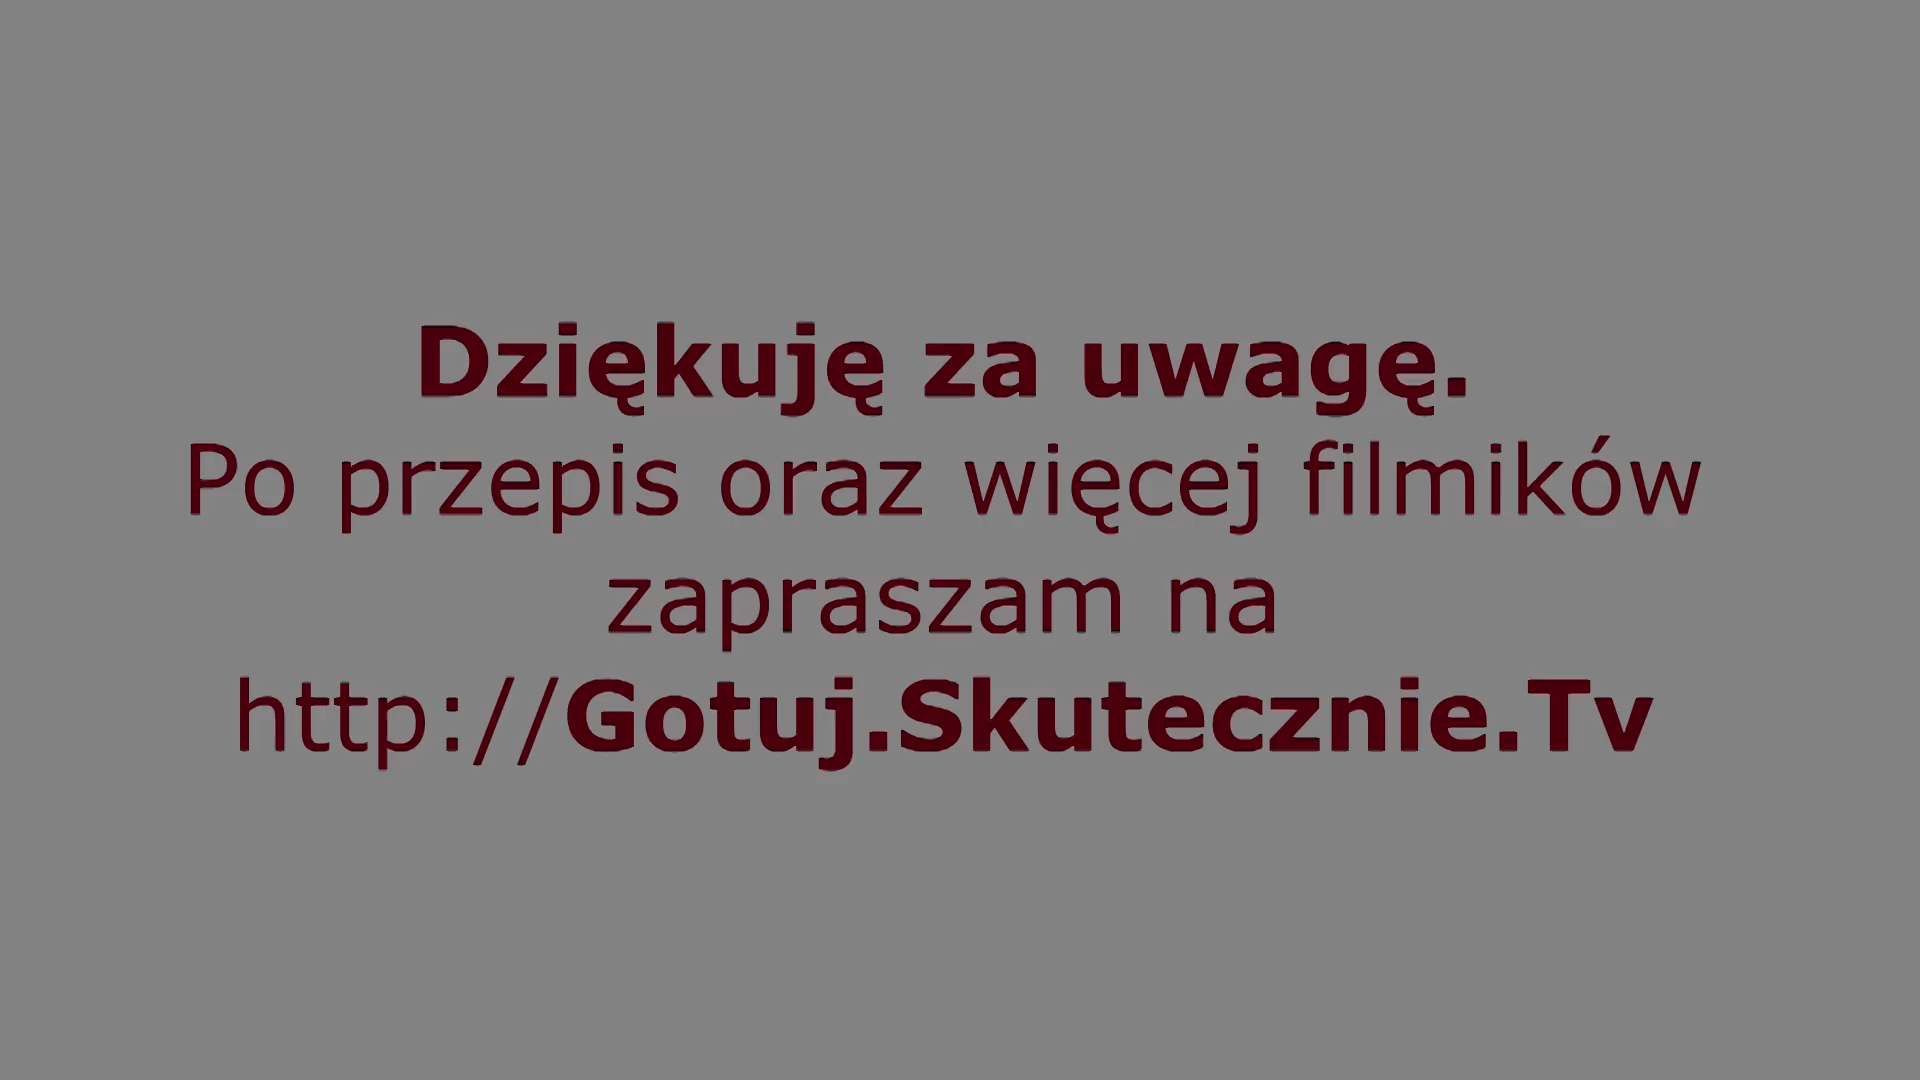 Dziękuję za uwagę.
Po przepis oraz więcej filmików
zapraszam na
http://Gotuj.Skutecznie.Tv